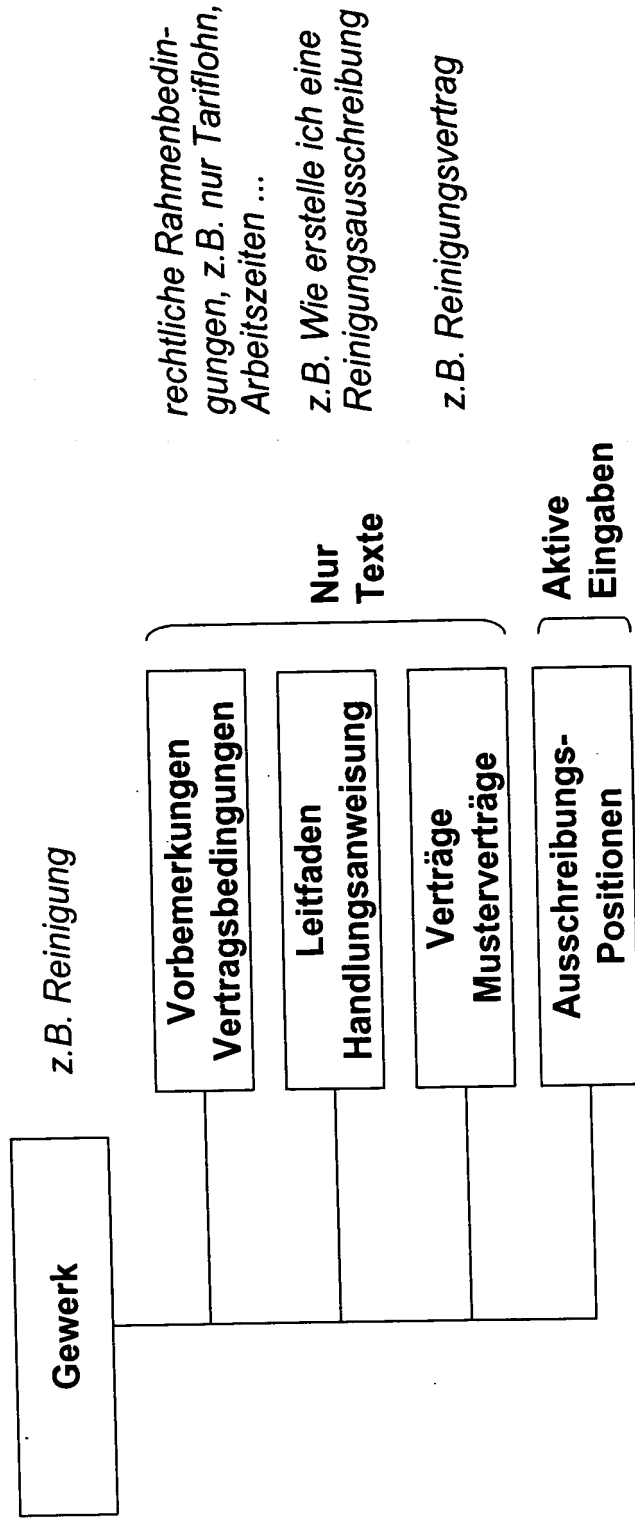 Gewerk
z.B. Reinigung
Vorbemerkungen
Vertragsbedingungen
Leitfaden
Handlungsanweisung
Verträge
Musterverträge
Ausschreibungs-
Positionen
Nur
Texte
Aktive
Eingaben
rechtliche Rahmenbedin-
gungen, z.B. nur Tariflohn,
Arbeitszeiten ...
z.B. Wie erstelle ich eine
Reinigungsausschreibung
z.B. Reinigungsvertrag